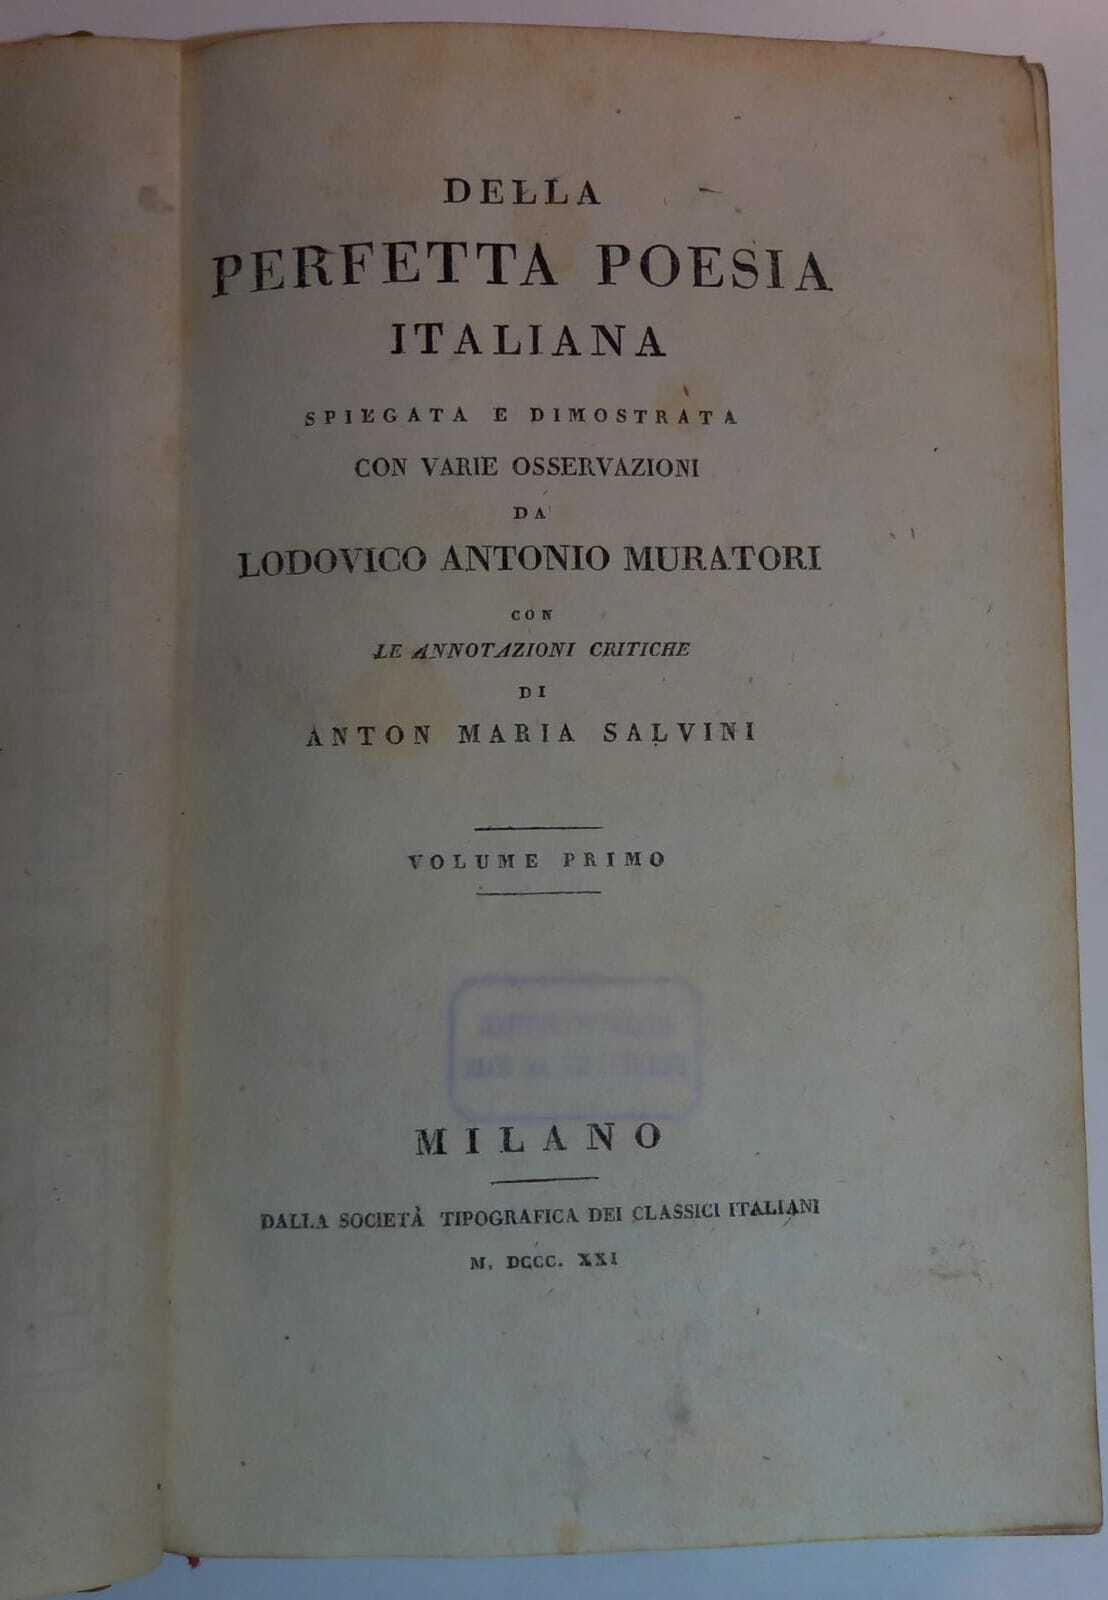 DELLA
PERFETTA POESIA
ITALIANA
SPIEGATA E DIMOSTRATA
CON VARIE OSSERVAZIONI
DA
LODOVICO ANTONIO MURATORI
CON
LE ANNOTAZIONI CRITICHE
DI
ANTON MARIA SALVINI
VOLUME PRIMO
MILANO
DALLA SOCIETÀ TIPOGRAFICA DEI CLASSICI ITALIANI
M. DCCC. XXI